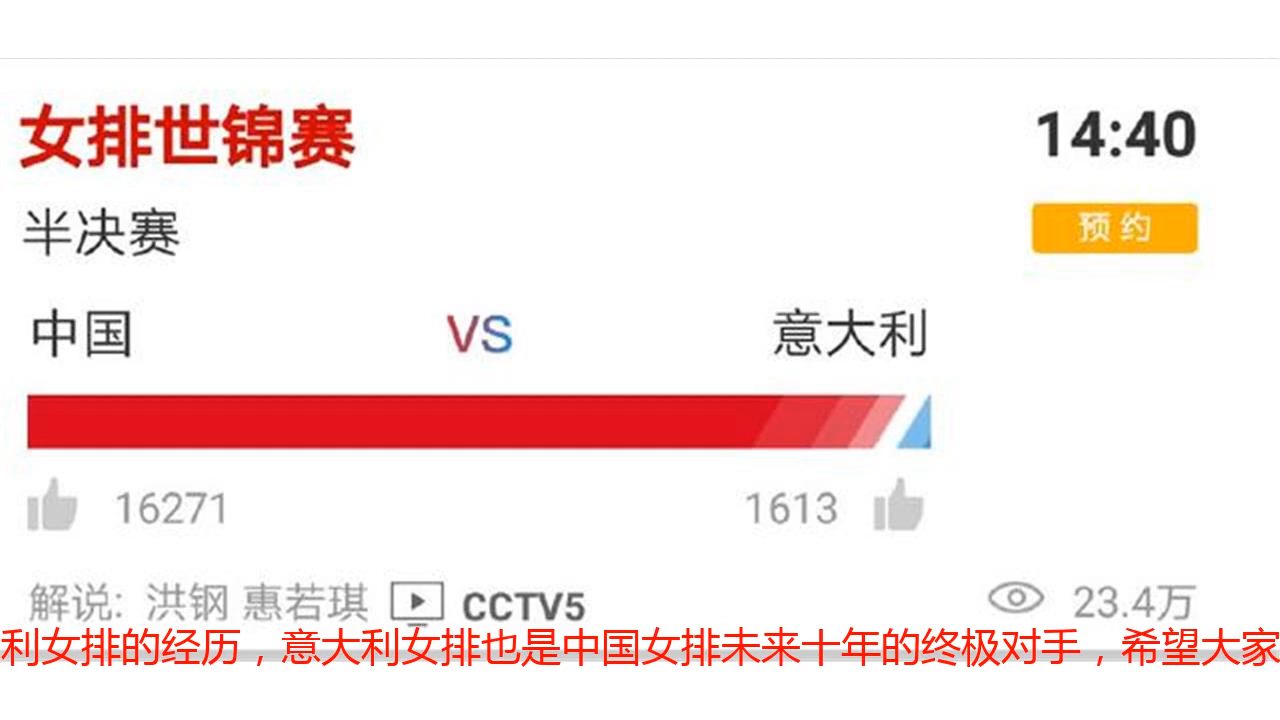 女排世锦赛 14:40
半决赛 预约
中国 VS 意大利
16271 1613
解说: 洪钢 惠若琪 CCTV5 23.4万
利女排的经历，意大利女排也是中国女排未来十年的终极对手，希望大家